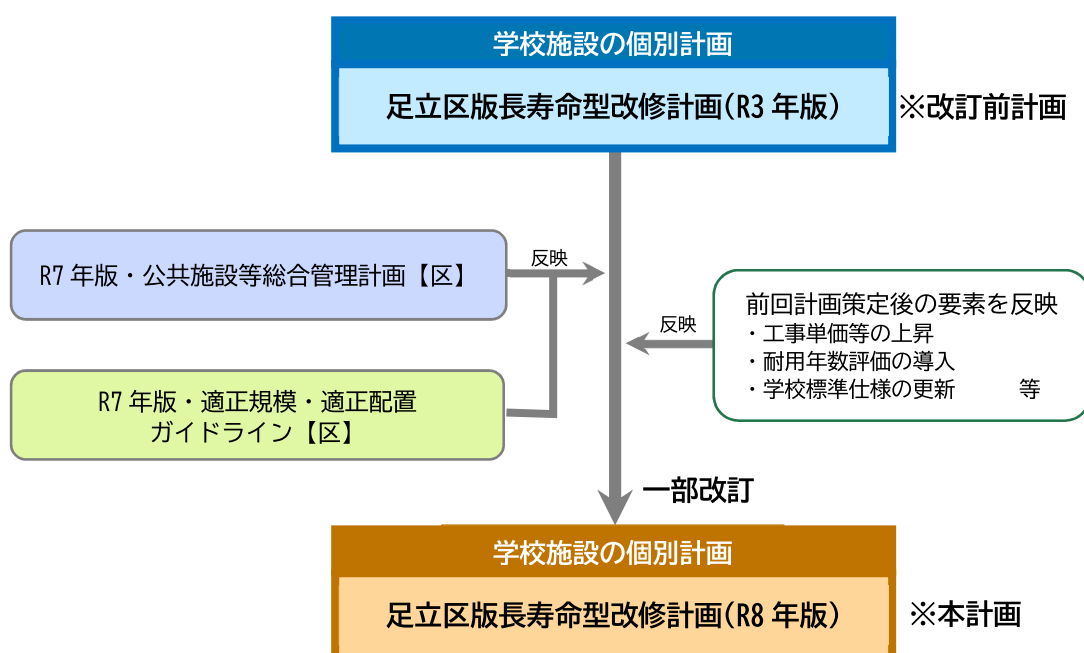 学校施設の個別計画
足立区版長寿命型改修計画(R3 年版)
※改訂前計画
R7 年版・公共施設等総合管理計画【区】
反映
前回計画策定後の要素を反映
・工事単価等の上昇
・耐用年数評価の導入
・学校標準仕様の更新　　　等
反映
R7 年版・適正規模・適正配置
ガイドライン【区】
一部改訂
学校施設の個別計画
足立区版長寿命型改修計画(R8 年版)
※本計画